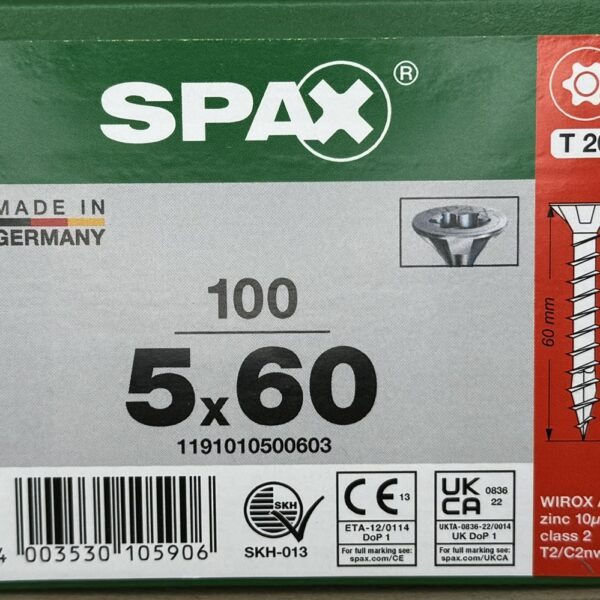 SPAX®
T 20
MADE IN
GERMANY
60 mm
100
5x60
1191010500603
4 003530 105906
SKH
SKH-013
CE 13
ETA-12/0114
DoP 1
For full marking see:
spax.com/CE
UK CA 0836
22
UKTA-0836-22/0014
UK DoP 1
For full marking see:
spax.com/UKCA
WIROX A
zinc 10µ
class 2
T2/C2nw